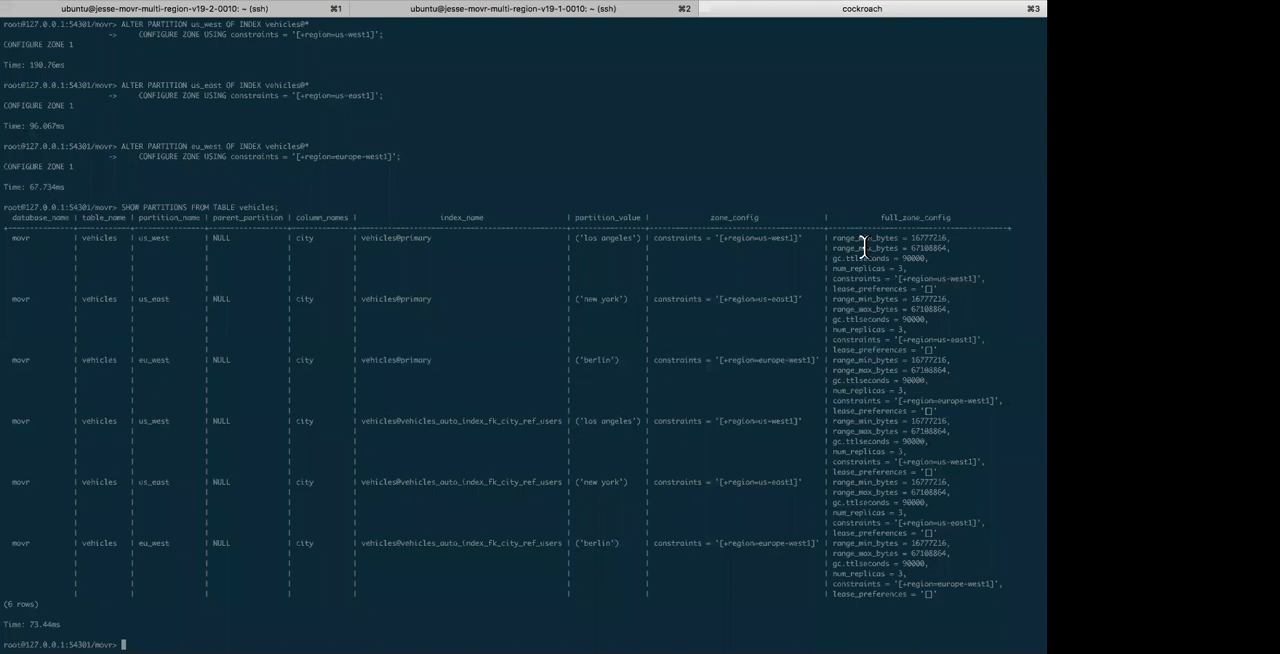 ubuntu@jesse-movr-multi-region-v19-2-0010: ~ (ssh) ⌘1 ubuntu@jesse-movr-multi-region-v19-1-0010: ~ (ssh) ⌘2 cockroach ⌘3
root@127.0.0.1:54301/movr> ALTER PARTITION us_west OF INDEX vehicles@*
-> CONFIGURE ZONE USING constraints = '[+region=us-west1]';
CONFIGURE ZONE 1
Time: 190.76ms
root@127.0.0.1:54301/movr> ALTER PARTITION us_east OF INDEX vehicles@*
-> CONFIGURE ZONE USING constraints = '[+region=us-east1]';
CONFIGURE ZONE 1
Time: 96.067ms
root@127.0.0.1:54301/movr> ALTER PARTITION eu_west OF INDEX vehicles@*
-> CONFIGURE ZONE USING constraints = '[+region=europe-west1]';
CONFIGURE ZONE 1
Time: 67.734ms
root@127.0.0.1:54301/movr> SHOW PARTITIONS FROM TABLE vehicles;
database_name | table_name | partition_name | parent_partition | column_names | index_name | partition_value | zone_config | full_zone_config
movr | vehicles | us_west | NULL | city | vehicles@primary | ('los angeles') | constraints = '[+region=us-west1]' | range_min_bytes = 16777216,
| range_max_bytes = 67108864,
| gc.ttlseconds = 90000,
| num_replicas = 3,
| constraints = '[+region=us-west1]',
| lease_preferences = '[]'
movr | vehicles | us_east | NULL | city | vehicles@primary | ('new york') | constraints = '[+region=us-east1]' | range_min_bytes = 16777216,
| range_max_bytes = 67108864,
| gc.ttlseconds = 90000,
| num_replicas = 3,
| constraints = '[+region=us-east1]',
| lease_preferences = '[]'
movr | vehicles | eu_west | NULL | city | vehicles@primary | ('berlin') | constraints = '[+region=europe-west1]' | range_min_bytes = 16777216,
| range_max_bytes = 67108864,
| gc.ttlseconds = 90000,
| num_replicas = 3,
| constraints = '[+region=europe-west1]',
| lease_preferences = '[]'
movr | vehicles | us_west | NULL | city | vehicles@vehicles_auto_index_fk_city_ref_users | ('los angeles') | constraints = '[+region=us-west1]' | range_min_bytes = 16777216,
| range_max_bytes = 67108864,
| gc.ttlseconds = 90000,
| num_replicas = 3,
| constraints = '[+region=us-west1]',
| lease_preferences = '[]'
movr | vehicles | us_east | NULL | city | vehicles@vehicles_auto_index_fk_city_ref_users | ('new york') | constraints = '[+region=us-east1]' | range_min_bytes = 16777216,
| range_max_bytes = 67108864,
| gc.ttlseconds = 90000,
| num_replicas = 3,
| constraints = '[+region=us-east1]',
| lease_preferences = '[]'
movr | vehicles | eu_west | NULL | city | vehicles@vehicles_auto_index_fk_city_ref_users | ('berlin') | constraints = '[+region=europe-west1]' | range_min_bytes = 16777216,
| range_max_bytes = 67108864,
| gc.ttlseconds = 90000,
| num_replicas = 3,
| constraints = '[+region=europe-west1]',
| lease_preferences = '[]'
(6 rows)
Time: 73.44ms
root@127.0.0.1:54301/movr>